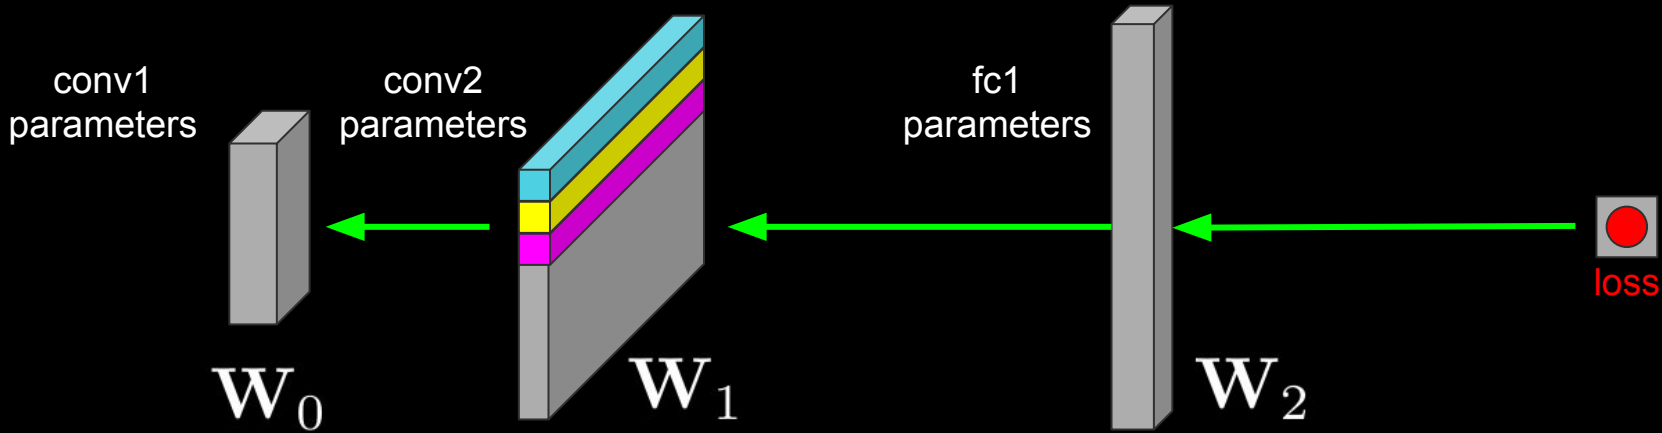 conv1
parameters
conv2
parameters
fc1
parameters
loss
W₀
W₁
W₂